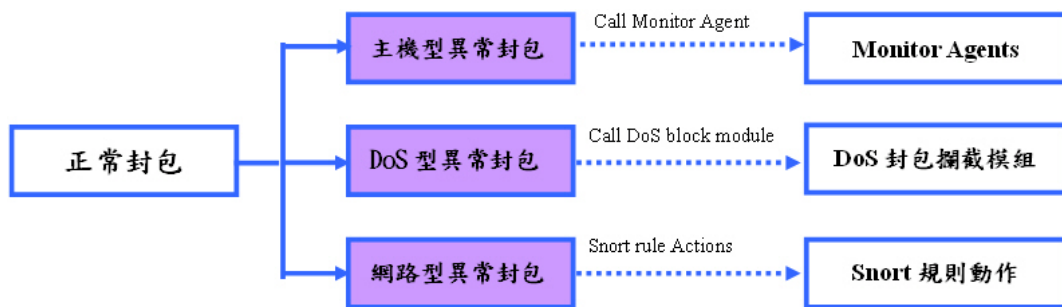 主機型異常封包
Call Monitor Agent
Monitor Agents
正常封包
DoS 型異常封包
Call DoS block module
DoS 封包攔截模組
網路型異常封包
Snort rule Actions
Snort 規則動作